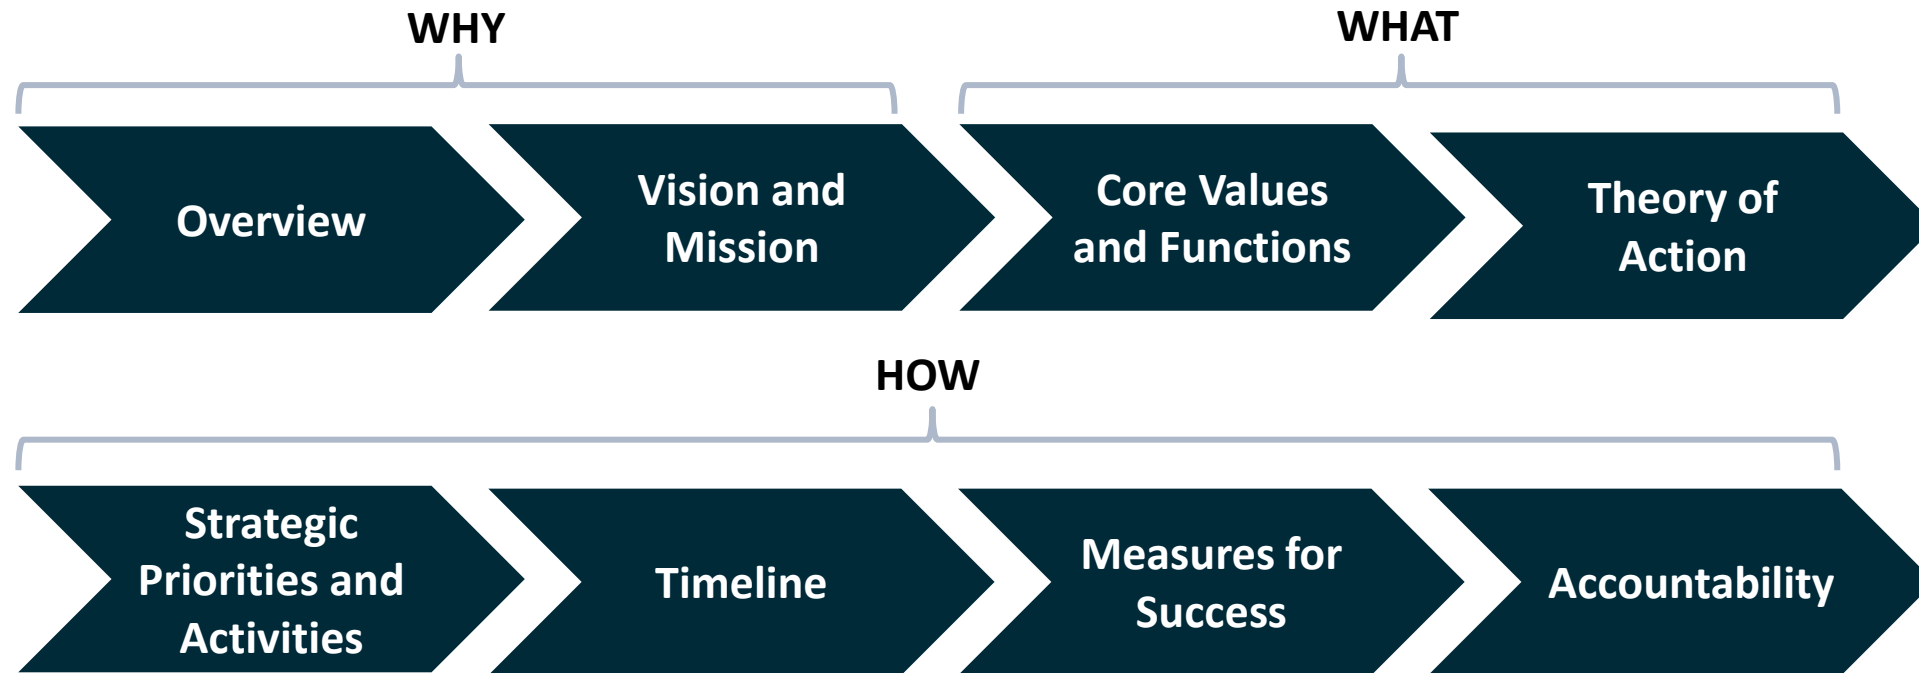 WHY
WHAT
Overview
Vision and
Mission
Core Values
and Functions
Theory of
Action
HOW
Strategic
Priorities and
Activities
Timeline
Measures for
Success
Accountability